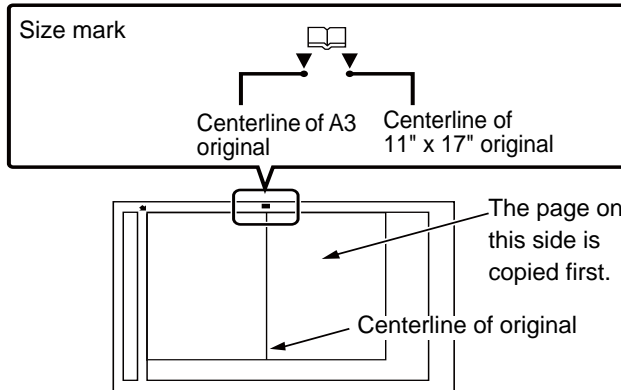 Size mark
Centerline of A3
original
Centerline of
11" x 17" original
The page on
this side is
copied first.
Centerline of original